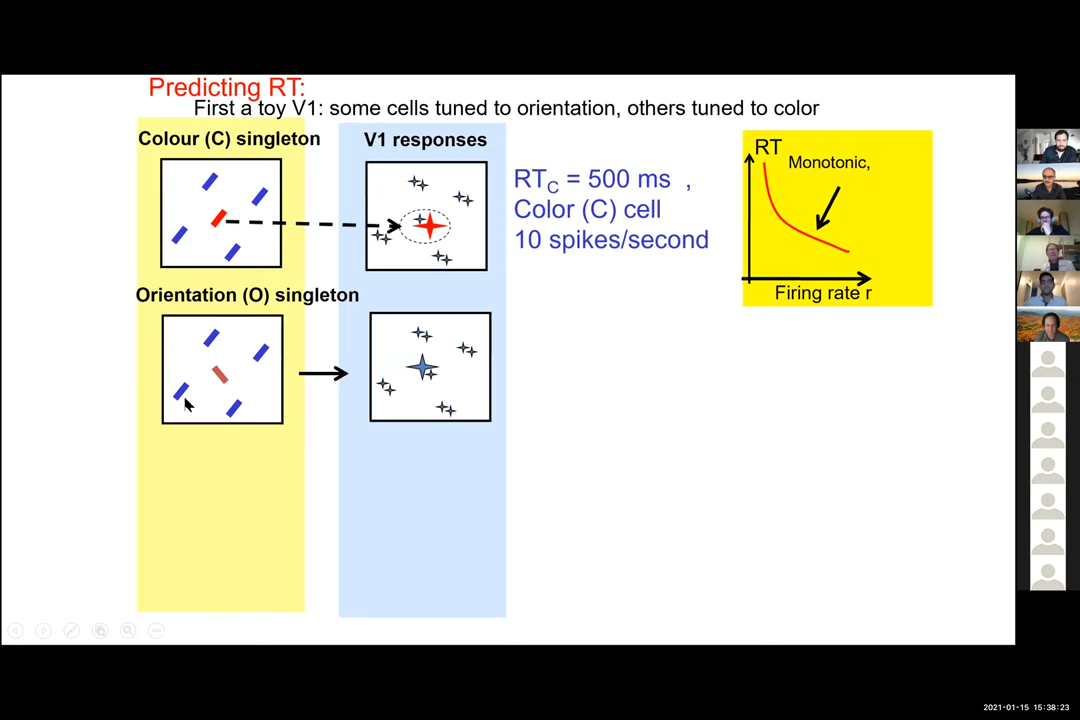 Predicting RT:
First a toy V1: some cells tuned to orientation, others tuned to color
Colour (C) singleton
V1 responses
RTC = 500 ms ,
Color (C) cell
10 spikes/second
RT
Monotonic,
Firing rate r
Orientation (O) singleton
2021-01-15 15:38:23